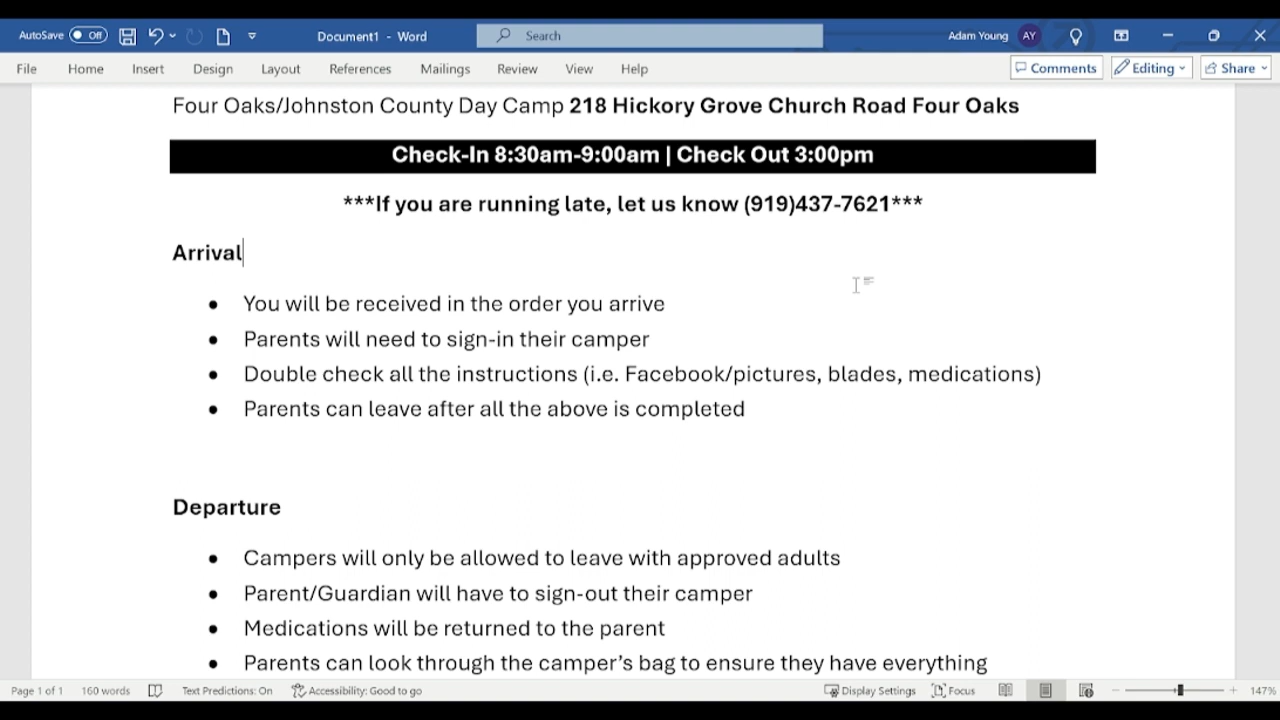 AutoSave Off Document1 - Word Search Adam Young AY
File Home Insert Design Layout References Mailings Review View Help Comments Editing Share
Four Oaks/Johnston County Day Camp 218 Hickory Grove Church Road Four Oaks
Check-In 8:30am-9:00am | Check Out 3:00pm
***If you are running late, let us know (919)437-7621***
Arrival
• You will be received in the order you arrive
• Parents will need to sign-in their camper
• Double check all the instructions (i.e. Facebook/pictures, blades, medications)
• Parents can leave after all the above is completed
Departure
• Campers will only be allowed to leave with approved adults
• Parent/Guardian will have to sign-out their camper
• Medications will be returned to the parent
• Parents can look through the camper’s bag to ensure they have everything
Page 1 of 1 160 words Text Predictions: On Accessibility: Good to go Display Settings Focus 147%